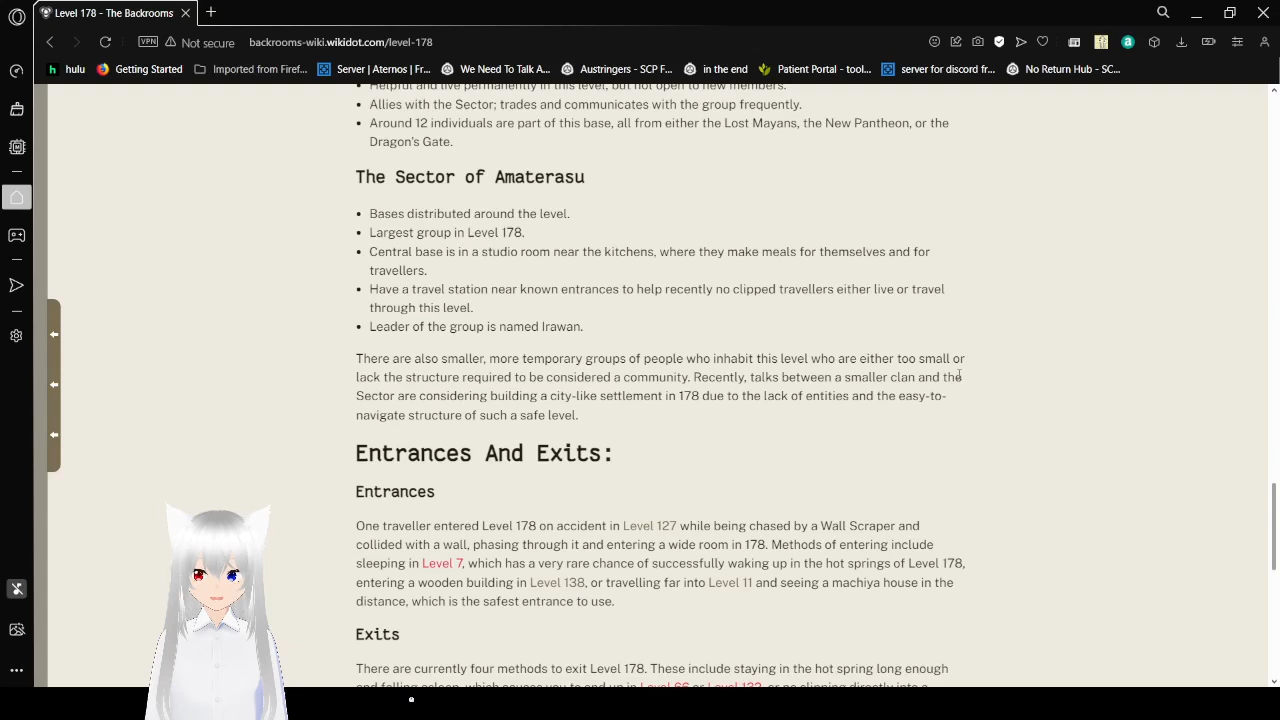 Level 178 - The Backrooms
VPN Not secure backrooms-wiki.wikidot.com/level-178
hulu Getting Started Imported from Firef... Server | Aternos | Fr... We Need To Talk A... Austringers - SCP F... in the end Patient Portal - tool... server for discord fr... No Return Hub - SC...
Helpful and live permanently in this level, but not open to new members.
Allies with the Sector; trades and communicates with the group frequently.
Around 12 individuals are part of this base, all from either the Lost Mayans, the New Pantheon, or the
Dragon's Gate.
The Sector of Amaterasu
Bases distributed around the level.
Largest group in Level 178.
Central base is in a studio room near the kitchens, where they make meals for themselves and for
travellers.
Have a travel station near known entrances to help recently no clipped travellers either live or travel
through this level.
Leader of the group is named Irawan.
There are also smaller, more temporary groups of people who inhabit this level who are either too small or
lack the structure required to be considered a community. Recently, talks between a smaller clan and the
Sector are considering building a city-like settlement in 178 due to the lack of entities and the easy-to-
navigate structure of such a safe level.
Entrances And Exits:
Entrances
One traveller entered Level 178 on accident in Level 127 while being chased by a Wall Scraper and
collided with a wall, phasing through it and entering a wide room in 178. Methods of entering include
sleeping in Level 7, which has a very rare chance of successfully waking up in the hot springs of Level 178,
entering a wooden building in Level 138, or travelling far into Level 11 and seeing a machiya house in the
distance, which is the safest entrance to use.
Exits
There are currently four methods to exit Level 178. These include staying in the hot spring long enough
and falling asleep, which causes you to end up in Level 66 or Level 132, or no clipping directly into a